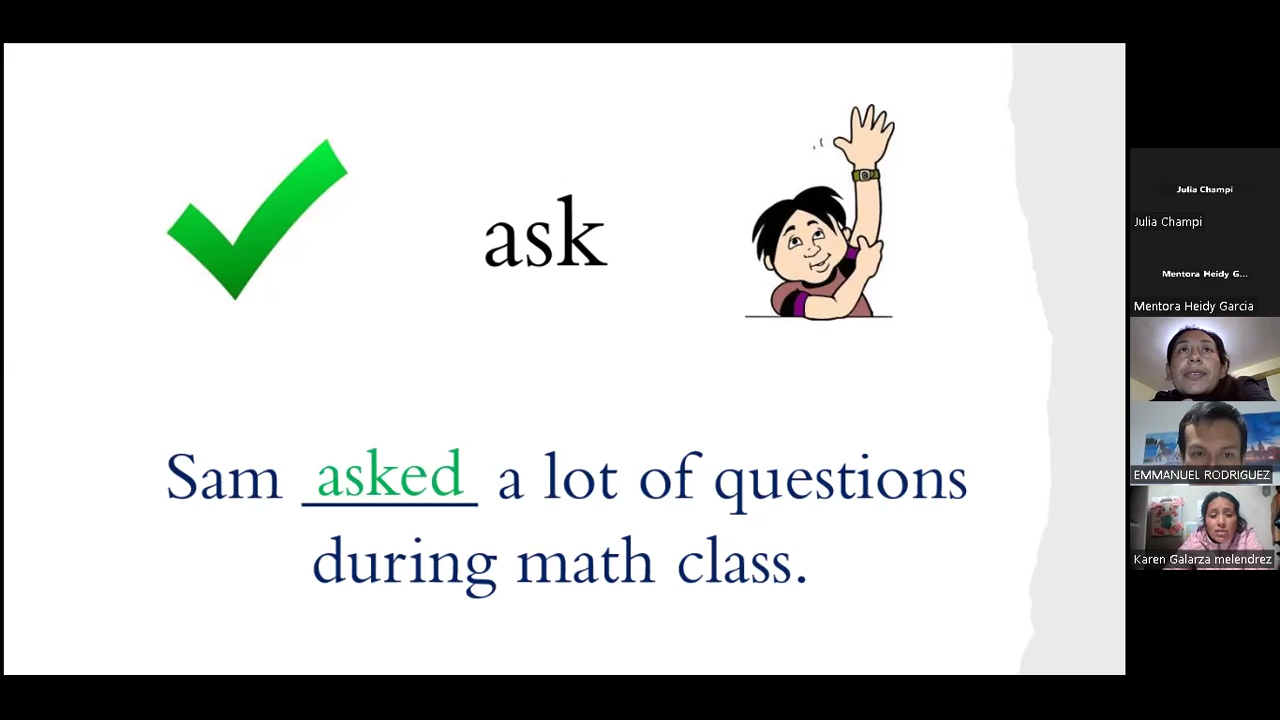 ask
Sam asked a lot of questions
during math class.
Julia Champi
Julia Champi
Mentora Heidy G...
Mentora Heidy Garcia
EMMANUEL RODRIGUEZ
Karen Galarza melendrez